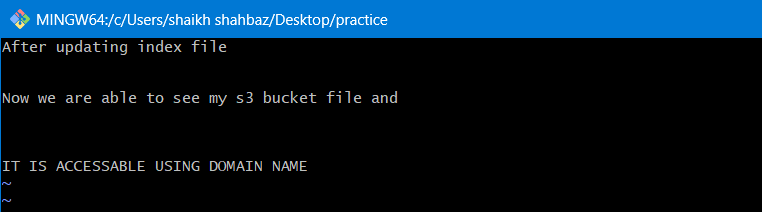 MINGW64:/c/Users/shaikh shahbaz/Desktop/practice
After updating index file
Now we are able to see my s3 bucket file and
IT IS ACCESSABLE USING DOMAIN NAME
~
~